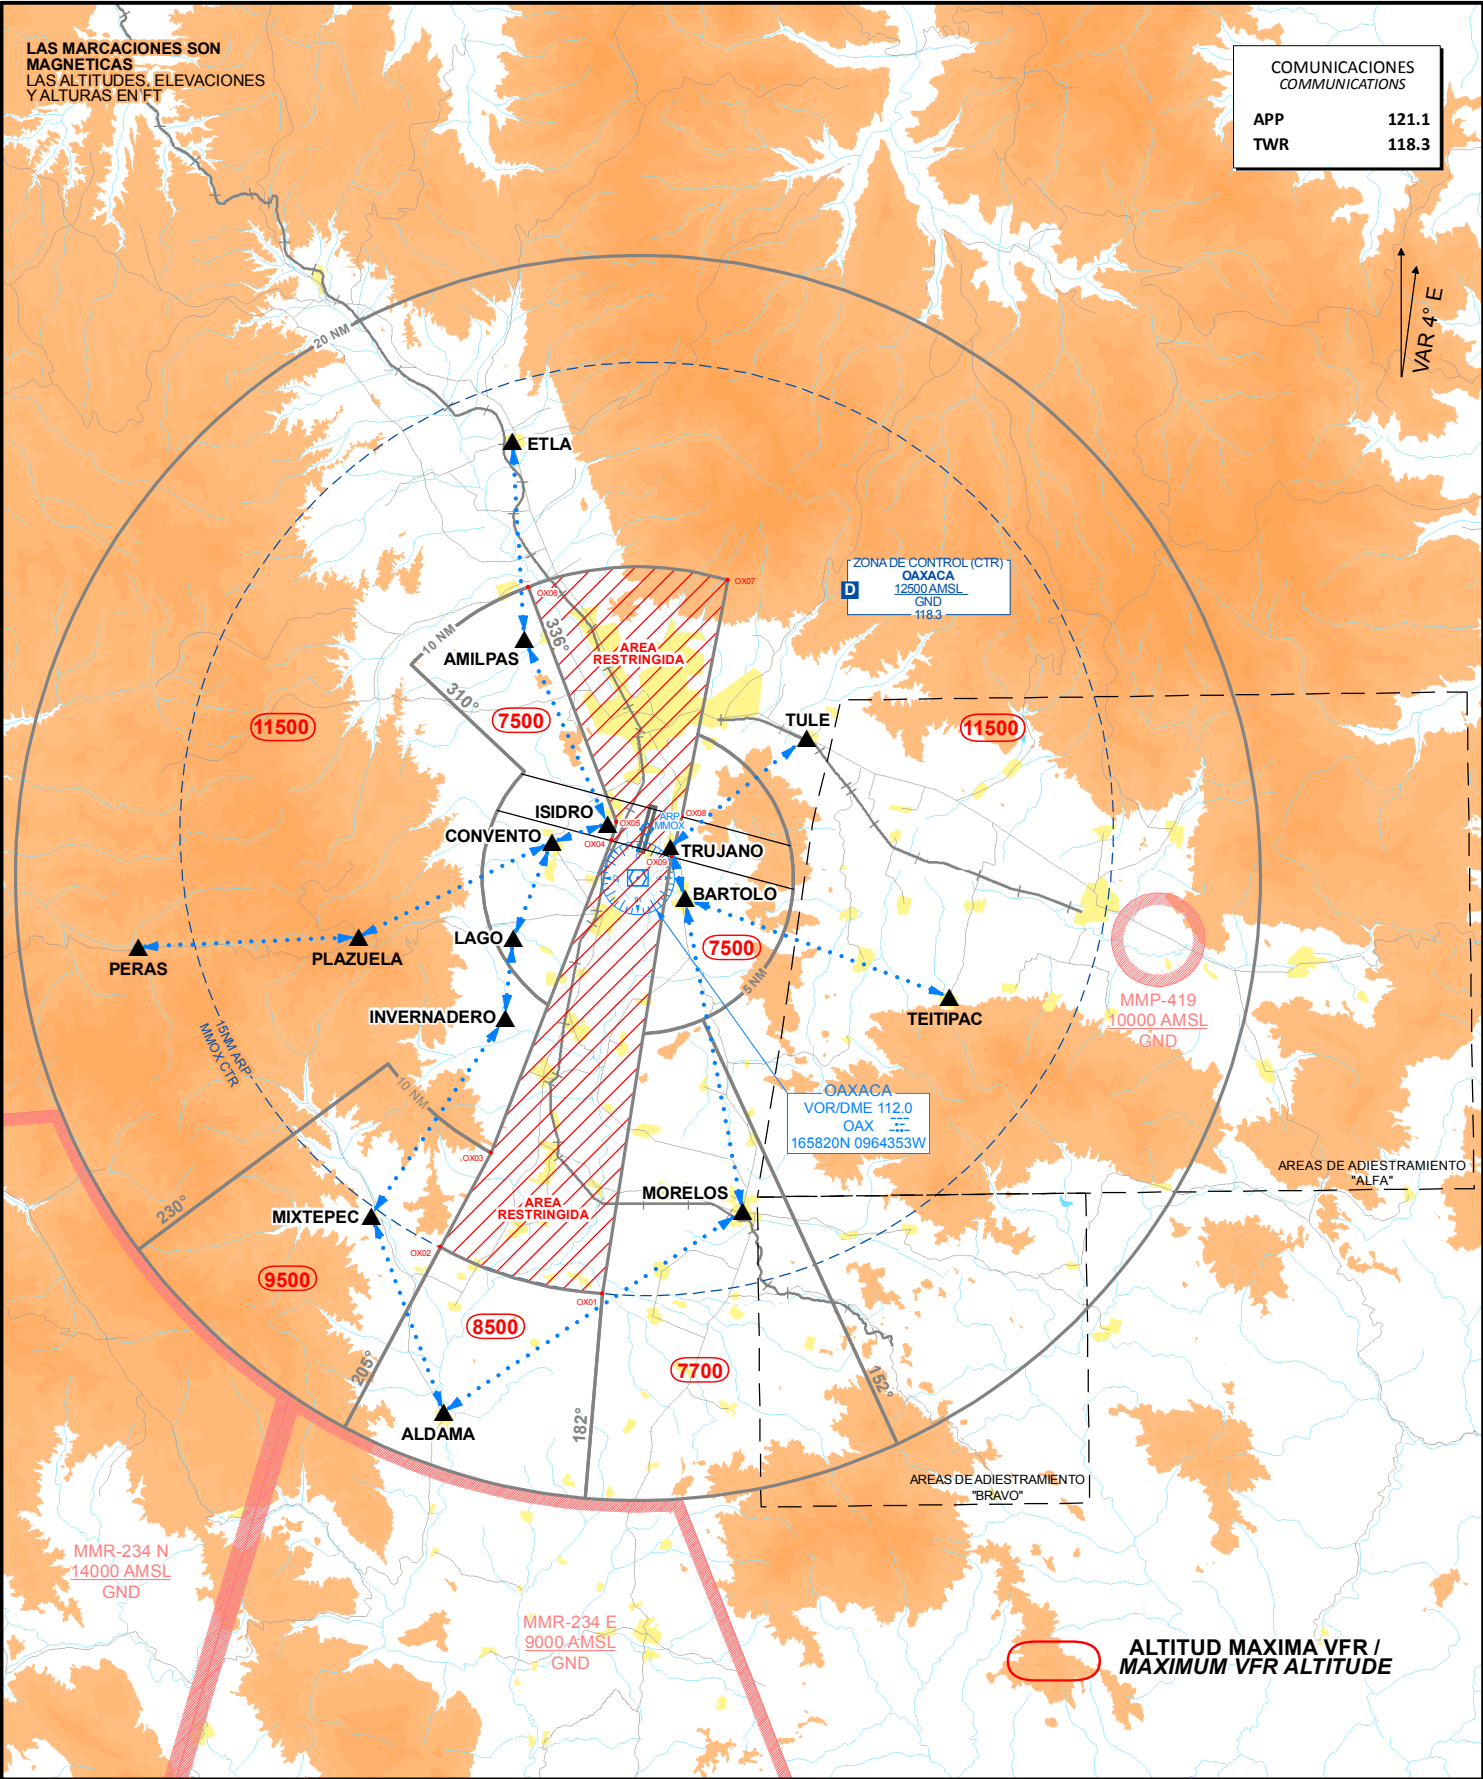 LAS MARCACIONES SON
MAGNETICAS
LAS ALTITUDES, ELEVACIONES
Y ALTURAS EN FT
COMUNICACIONES
COMMUNICATIONS
APP 121.1
TWR 118.3
VAR 4° E
20 NM
ETLA
ZONA DE CONTROL (CTR)
OAXACA
D
12500 AMSL
GND
118.3
OX07
OX06
336°
10 NM
AMILPAS
AREA
RESTRINGIDA
310°
11500
7500
TULE
11500
ISIDRO
CONVENTO
OX05
OX04
ARP
MMOX
OX08
OX09
TRUJANO
BARTOLO
LAGO
7500
PERAS
PLAZUELA
5 NM
INVERNADERO
TEITIPAC
MMP-419
10000 AMSL
GND
15NM ARP
MMOX CTR
10 NM
OAXACA
VOR/DME 112.0
OAX
165820N 0964353W
OX03
AREAS DE ADIESTRAMIENTO
"ALFA"
230°
MIXTEPEC
AREA
RESTRINGIDA
MORELOS
OX02
9500
OX01
8500
205°
7700
152°
182°
ALDAMA
AREAS DE ADIESTRAMIENTO
"BRAVO"
MMR-234 N
14000 AMSL
GND
MMR-234 E
9000 AMSL
GND
ALTITUD MAXIMA VFR /
MAXIMUM VFR ALTITUDE